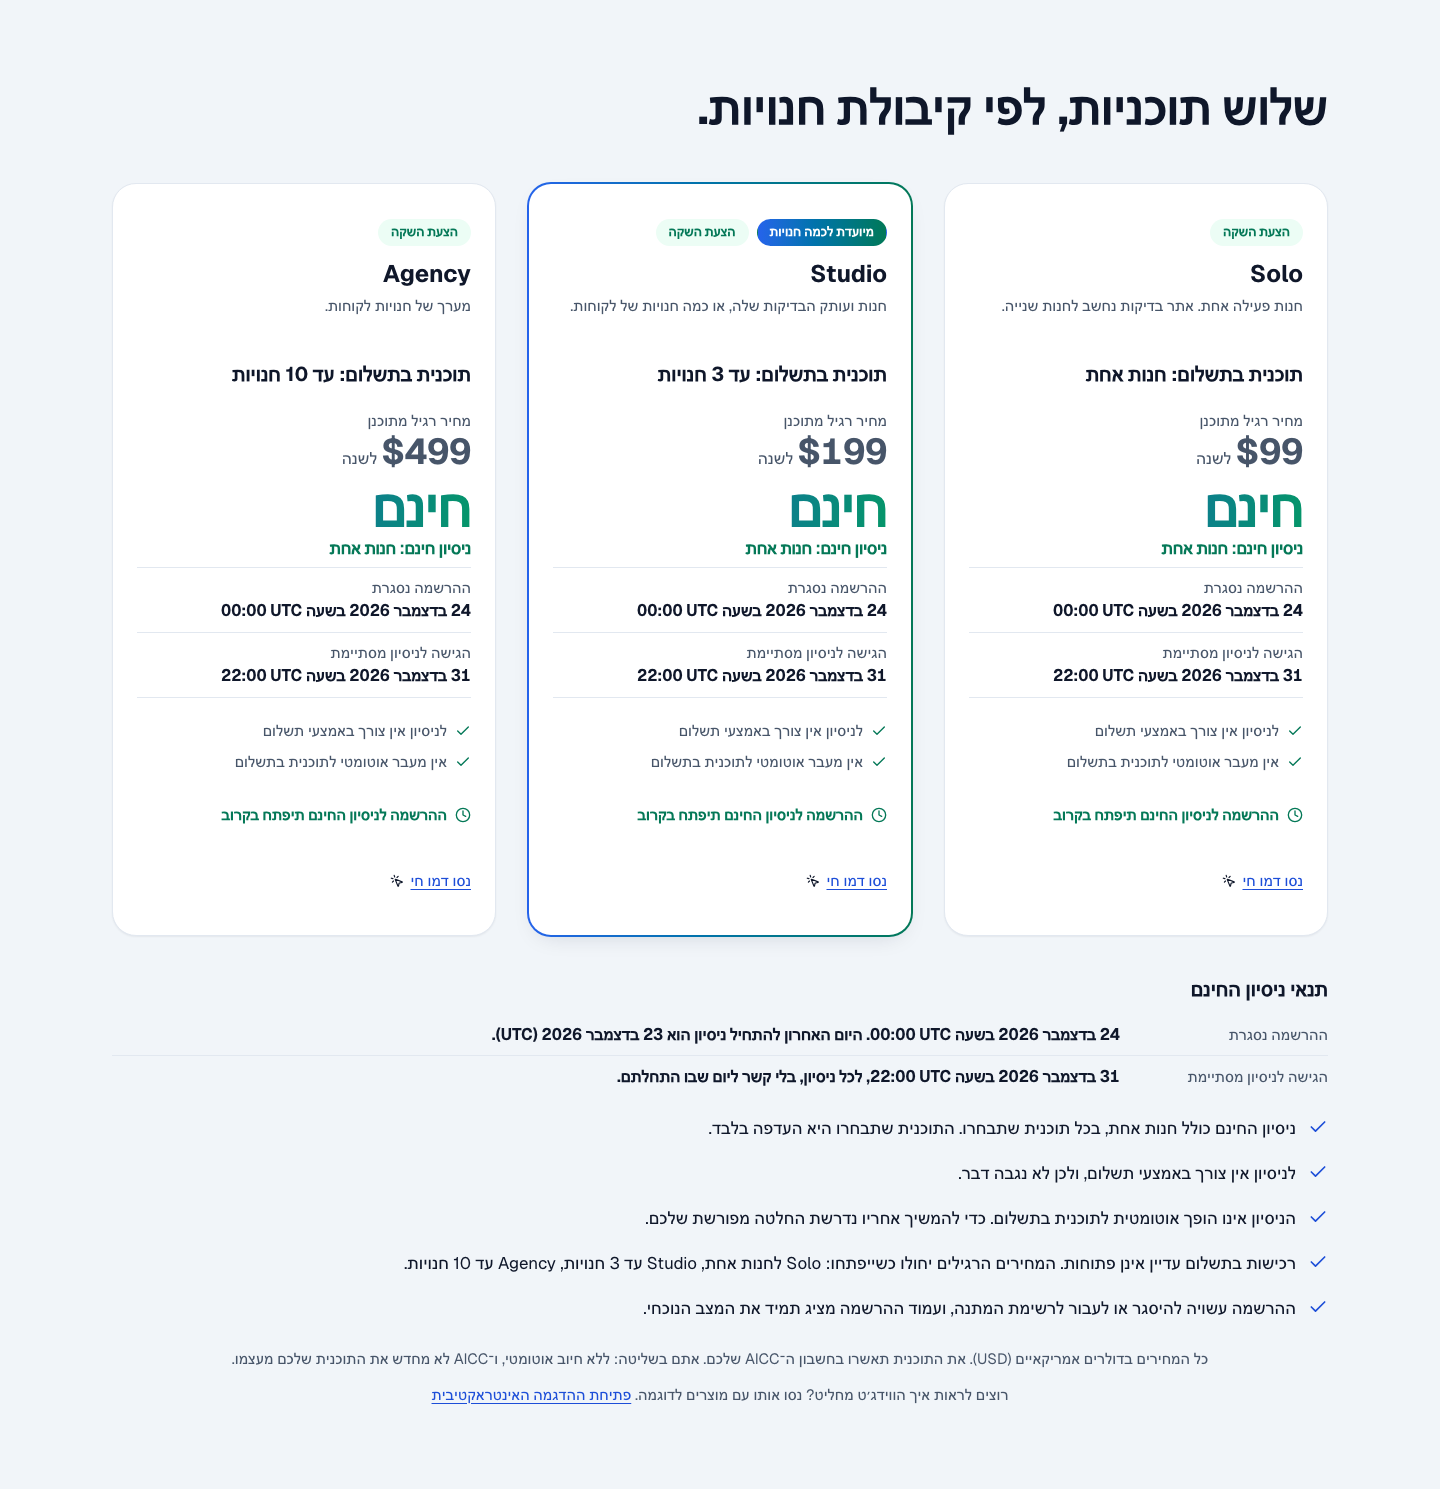 שלוש תוכניות, לפי קיבולת חנויות.
הצעת השקה
Solo
חנות פעילה אחת. אתר בדיקות נחשב לחנות שנייה.
תוכנית בתשלום: חנות אחת
מחיר רגיל מתוכנן
$99 לשנה
חינם
ניסיון חינם: חנות אחת
ההרשמה נסגרת
24 בדצמבר 2026 בשעה 00:00 UTC
הגישה לניסיון מסתיימת
31 בדצמבר 2026 בשעה 22:00 UTC
לניסיון אין צורך באמצעי תשלום
אין מעבר אוטומטי לתוכנית בתשלום
ההרשמה לניסיון החינם תיפתח בקרוב
נסו דמו חי
מיועדת לכמה חנויות
הצעת השקה
Studio
חנות ועותק הבדיקות שלה, או כמה חנויות של לקוחות.
תוכנית בתשלום: עד 3 חנויות
מחיר רגיל מתוכנן
$199 לשנה
חינם
ניסיון חינם: חנות אחת
ההרשמה נסגרת
24 בדצמבר 2026 בשעה 00:00 UTC
הגישה לניסיון מסתיימת
31 בדצמבר 2026 בשעה 22:00 UTC
לניסיון אין צורך באמצעי תשלום
אין מעבר אוטומטי לתוכנית בתשלום
ההרשמה לניסיון החינם תיפתח בקרוב
נסו דמו חי
הצעת השקה
Agency
מערך של חנויות לקוחות.
תוכנית בתשלום: עד 10 חנויות
מחיר רגיל מתוכנן
$499 לשנה
חינם
ניסיון חינם: חנות אחת
ההרשמה נסגרת
24 בדצמבר 2026 בשעה 00:00 UTC
הגישה לניסיון מסתיימת
31 בדצמבר 2026 בשעה 22:00 UTC
לניסיון אין צורך באמצעי תשלום
אין מעבר אוטומטי לתוכנית בתשלום
ההרשמה לניסיון החינם תיפתח בקרוב
נסו דמו חי
תנאי ניסיון החינם
ההרשמה נסגרת
24 בדצמבר 2026 בשעה 00:00 UTC. היום האחרון להתחיל ניסיון הוא 23 בדצמבר 2026 (UTC).
הגישה לניסיון מסתיימת
31 בדצמבר 2026 בשעה 22:00 UTC, לכל ניסיון, בלי קשר ליום שבו התחלתם.
ניסיון החינם כולל חנות אחת, בכל תוכנית שתבחרו. התוכנית שתבחרו היא העדפה בלבד.
לניסיון אין צורך באמצעי תשלום, ולכן לא נגבה דבר.
הניסיון אינו הופך אוטומטית לתוכנית בתשלום. כדי להמשיך אחריו נדרשת החלטה מפורשת שלכם.
רכישות בתשלום עדיין אינן פתוחות. המחירים הרגילים יחולו כשייפתחו: Solo לחנות אחת, Studio עד 3 חנויות, Agency עד 10 חנויות.
ההרשמה עשויה להיסגר או לעבור לרשימת המתנה, ועמוד ההרשמה מציג תמיד את המצב הנוכחי.
כל המחירים בדולרים אמריקאיים (USD). את התוכנית תאשרו בחשבון ה־AICC שלכם. אתם בשליטה: ללא חיוב אוטומטי, ו־AICC לא מחדש את התוכנית שלכם מעצמו.
רוצים לראות איך הווידג׳ט מחליט? נסו אותו עם מוצרים לדוגמה. פתיחת ההדגמה האינטראקטיבית